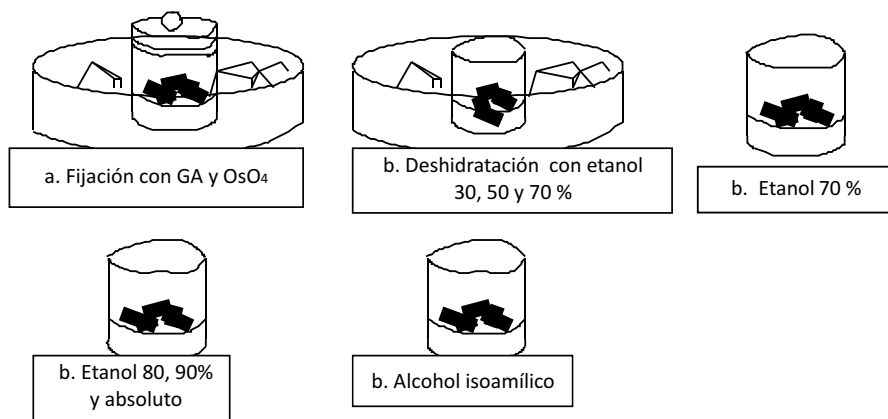 a. Fijación con GA y OsO₄
b. Deshidratación con etanol
30, 50 y 70 %
b. Etanol 70 %
b. Etanol 80, 90%
y absoluto
b. Alcohol isoamílico